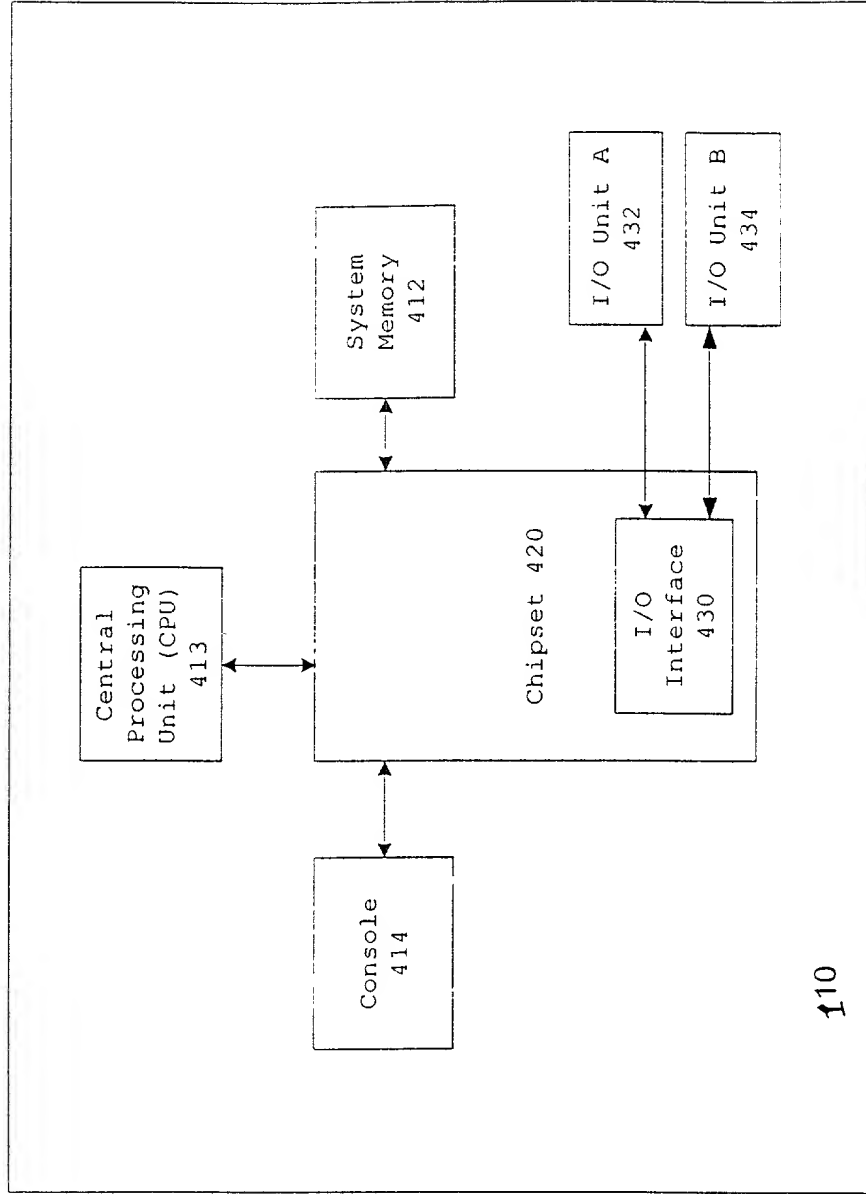 Central
Processing
Unit (CPU)
413
Console
414
Chipset 420
System
Memory
412
I/O
Interface
430
I/O Unit A
432
I/O Unit B
434
110